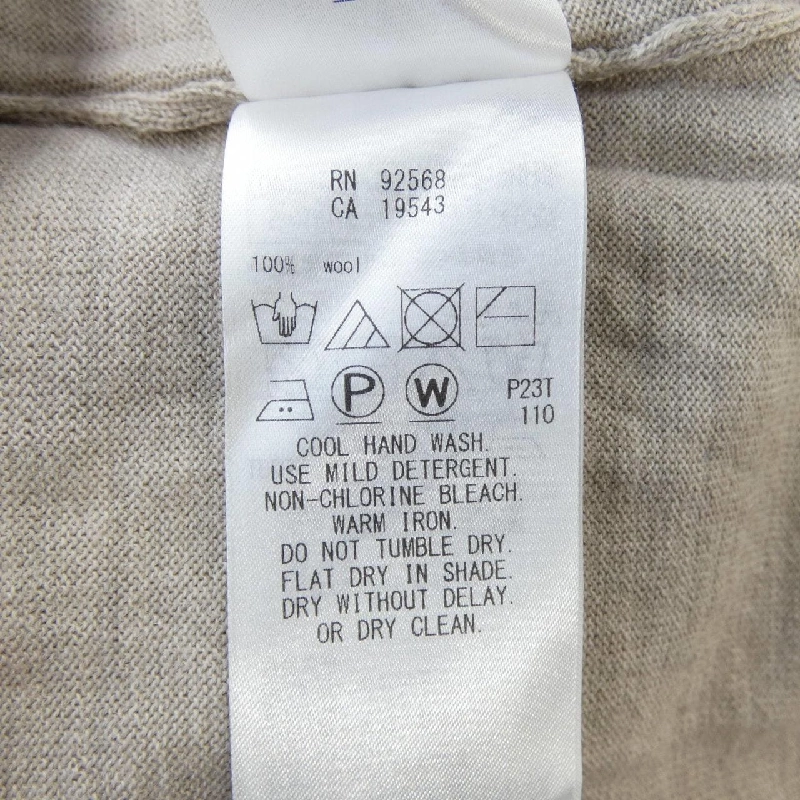 RN 92568
CA 19543
100% wool
P W P23T
110
COOL HAND WASH.
USE MILD DETERGENT.
NON-CHLORINE BLEACH.
WARM IRON.
DO NOT TUMBLE DRY.
FLAT DRY IN SHADE.
DRY WITHOUT DELAY.
OR DRY CLEAN.